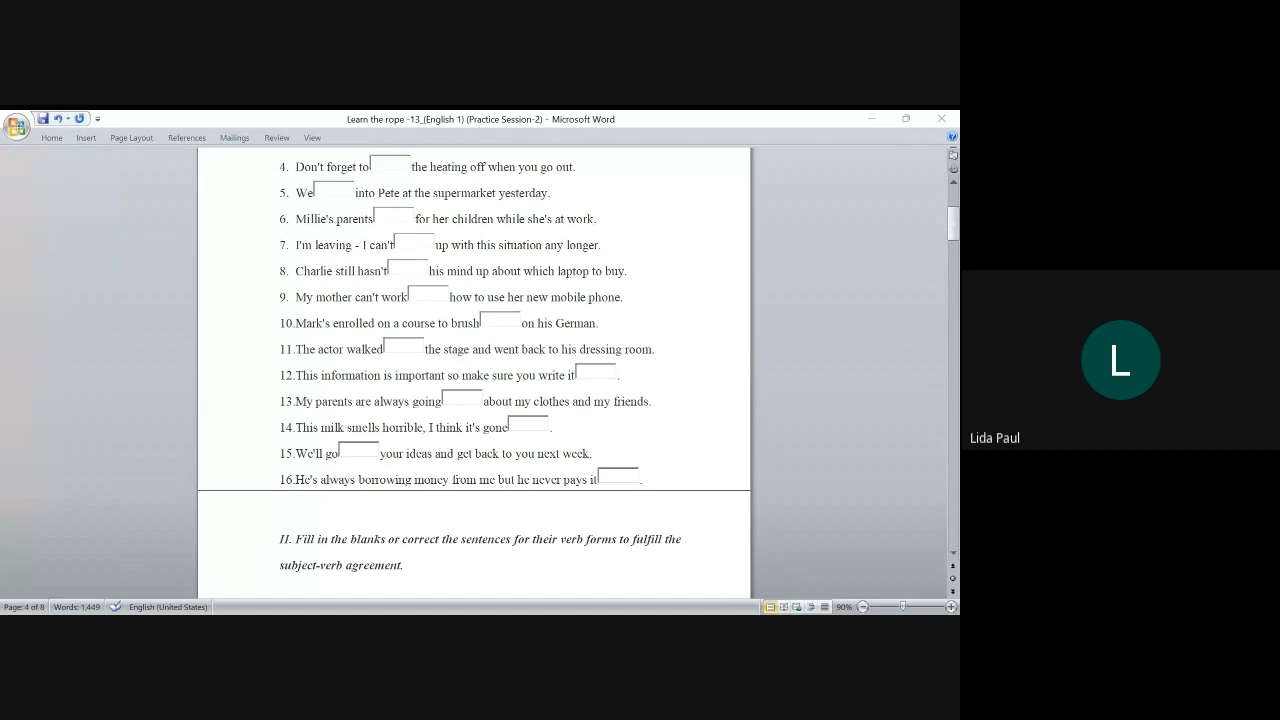 Learn the rope -13_(English 1) (Practice Session-2) - Microsoft Word
Home Insert Page Layout References Mailings Review View
4. Don't forget to the heating off when you go out.
5. We into Pete at the supermarket yesterday.
6. Millie's parents for her children while she's at work.
7. I'm leaving - I can't up with this situation any longer.
8. Charlie still hasn't his mind up about which laptop to buy.
9. My mother can't work how to use her new mobile phone.
10.Mark's enrolled on a course to brush on his German.
11.The actor walked the stage and went back to his dressing room.
12.This information is important so make sure you write it .
13.My parents are always going about my clothes and my friends.
14.This milk smells horrible, I think it's gone .
15.We'll go your ideas and get back to you next week.
16.He's always borrowing money from me but he never pays it .
II. Fill in the blanks or correct the sentences for their verb forms to fulfill the
subject-verb agreement.
Page: 4 of 8 Words: 1,449 English (United States) 90%
L
Lida Paul